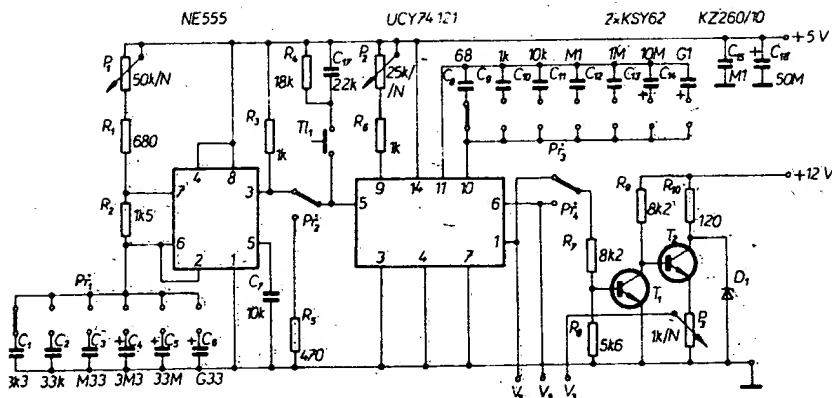 NE555 UCY74121 2xKSY62 KZ260/10
+5V
P1 50k/N R4 18k C17 22k P2 25k/ /N 68 1k 10k M1 1M 10M G1 C15 M1 C16 50M
C8 C9 C10 C11 C12 C13 C14
R1 680 R3 1k Tl1 R6 1k Př3
+12V
4 8 9 14 11 10 R9 8k2 R10 120
7 3 5 6 Př4
R2 1k5 Př2 1 T2
6 5 R7 8k2 D1
2 1 C7 10k 3 4 7 T1
Př1 R5 470 R8 5k6 P3 1k/N
C1 C2 C3 C4 C5 C6
3k3 33k M33 3M3 33M G33 V1 V2 V3